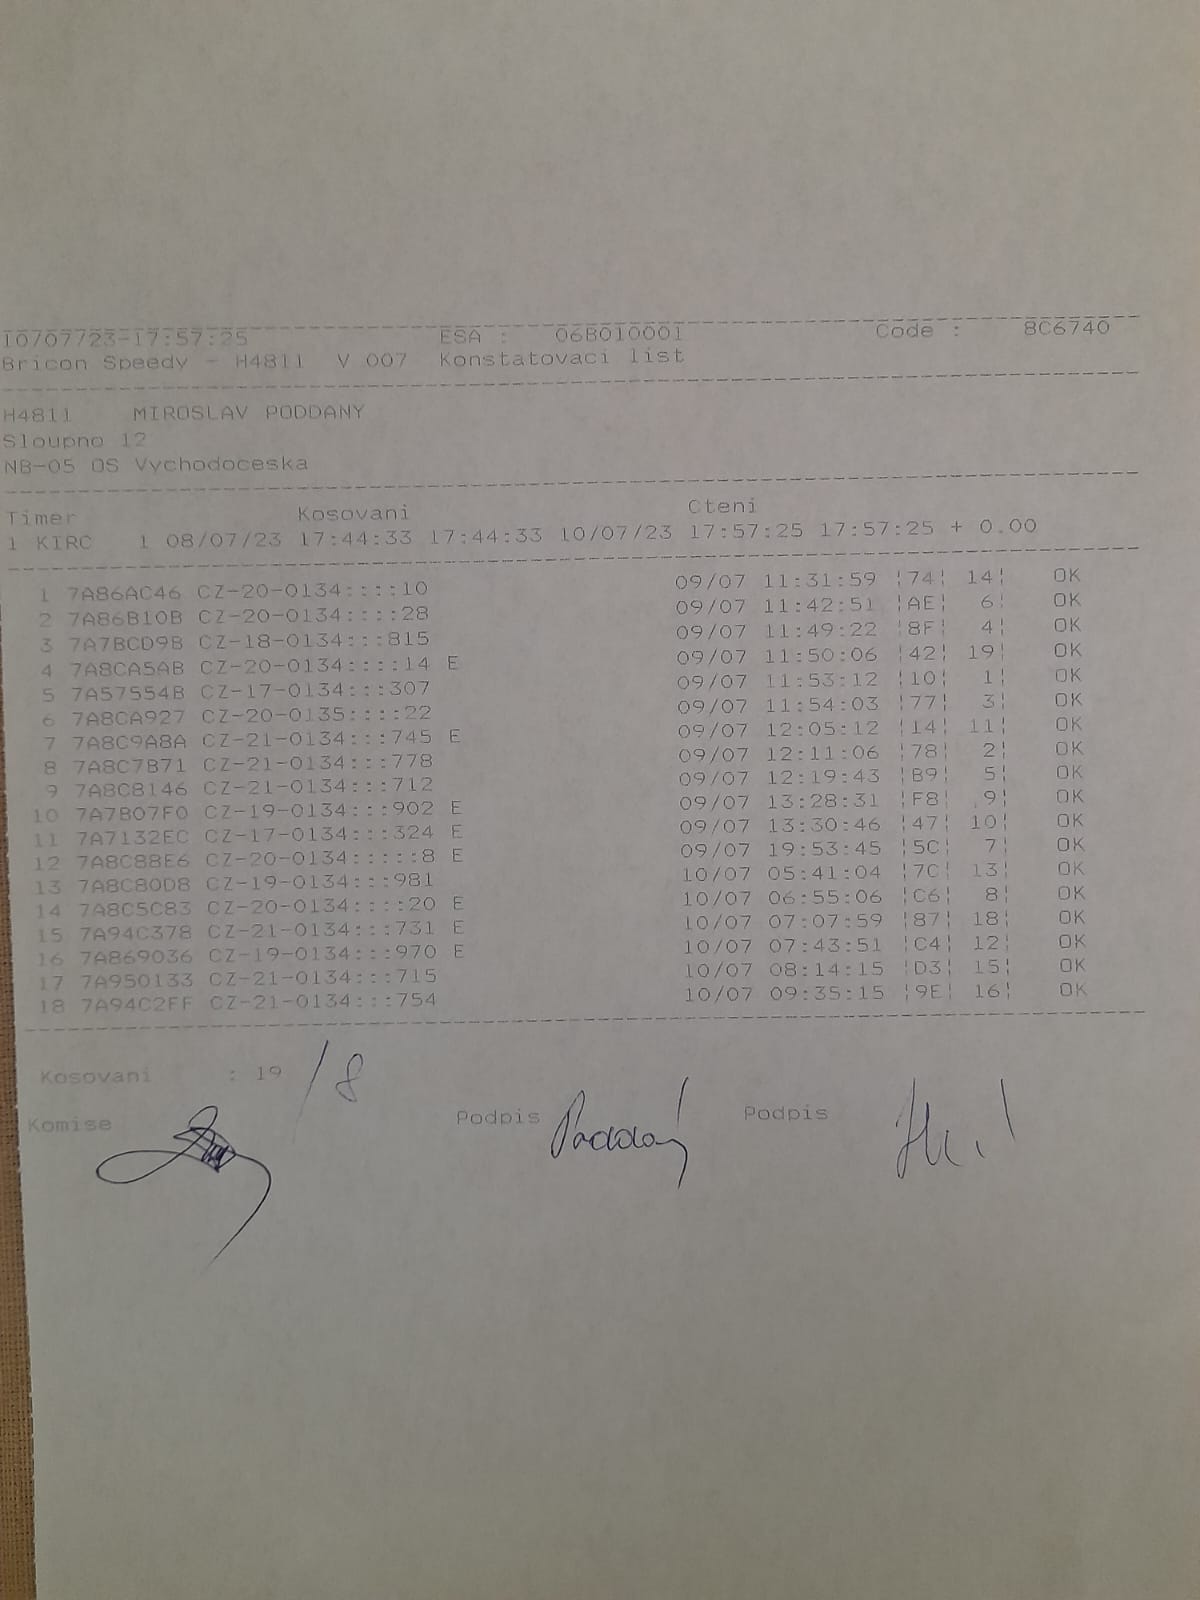 10/07/23-17:57:25 ESA : 06B010001 Code : 8C6740
Bricon Speedy - H4811 V 007 Konstatovaci list
H4811 MIROSLAV PODDANY
Sloupno 12
NB-05 OS Vychodoceska
Timer Kosovani Cteni
1 KIRC 1 08/07/23 17:44:33 17:44:33 10/07/23 17:57:25 17:57:25 + 0.00
1 7A86AC46 CZ-20-0134::::10 09/07 11:31:59 ¦74¦ 14¦ OK
2 7A86B10B CZ-20-0134::::28 09/07 11:42:51 ¦AE¦ 6¦ OK
3 7A7BCD9B CZ-18-0134:::815 09/07 11:49:22 ¦8F¦ 4¦ OK
4 7A8CA5AB CZ-20-0134::::14 E 09/07 11:50:06 ¦42¦ 19¦ OK
5 7A57554B CZ-17-0134:::307 09/07 11:53:12 ¦10¦ 1¦ OK
6 7A8CA927 CZ-20-0135::::22 09/07 11:54:03 ¦77¦ 3¦ OK
7 7A8C9A8A CZ-21-0134:::745 E 09/07 12:05:12 ¦14¦ 11¦ OK
8 7A8C7B71 CZ-21-0134:::778 09/07 12:11:06 ¦78¦ 2¦ OK
9 7A8C8146 CZ-21-0134:::712 09/07 12:19:43 ¦B9¦ 5¦ OK
10 7A7B07F0 CZ-19-0134:::902 E 09/07 13:28:31 ¦F8¦ 9¦ OK
11 7A7132EC CZ-17-0134:::324 E 09/07 13:30:46 ¦47¦ 10¦ OK
12 7A8C88E6 CZ-20-0134:::::8 E 09/07 19:53:45 ¦5C¦ 7¦ OK
13 7A8C80D8 CZ-19-0134:::981 10/07 05:41:04 ¦7C¦ 13¦ OK
14 7A8C5C83 CZ-20-0134::::20 E 10/07 06:55:06 ¦C6¦ 8¦ OK
15 7A94C378 CZ-21-0134:::731 E 10/07 07:07:59 ¦87¦ 18¦ OK
16 7A869036 CZ-19-0134:::970 E 10/07 07:43:51 ¦C4¦ 12¦ OK
17 7A950133 CZ-21-0134:::715 10/07 08:14:15 ¦D3¦ 15¦ OK
18 7A94C2FF CZ-21-0134:::754 10/07 09:35:15 ¦9E¦ 16¦ OK
Kosovani : 19 / 8
Komise Podpis Poddaný Podpis